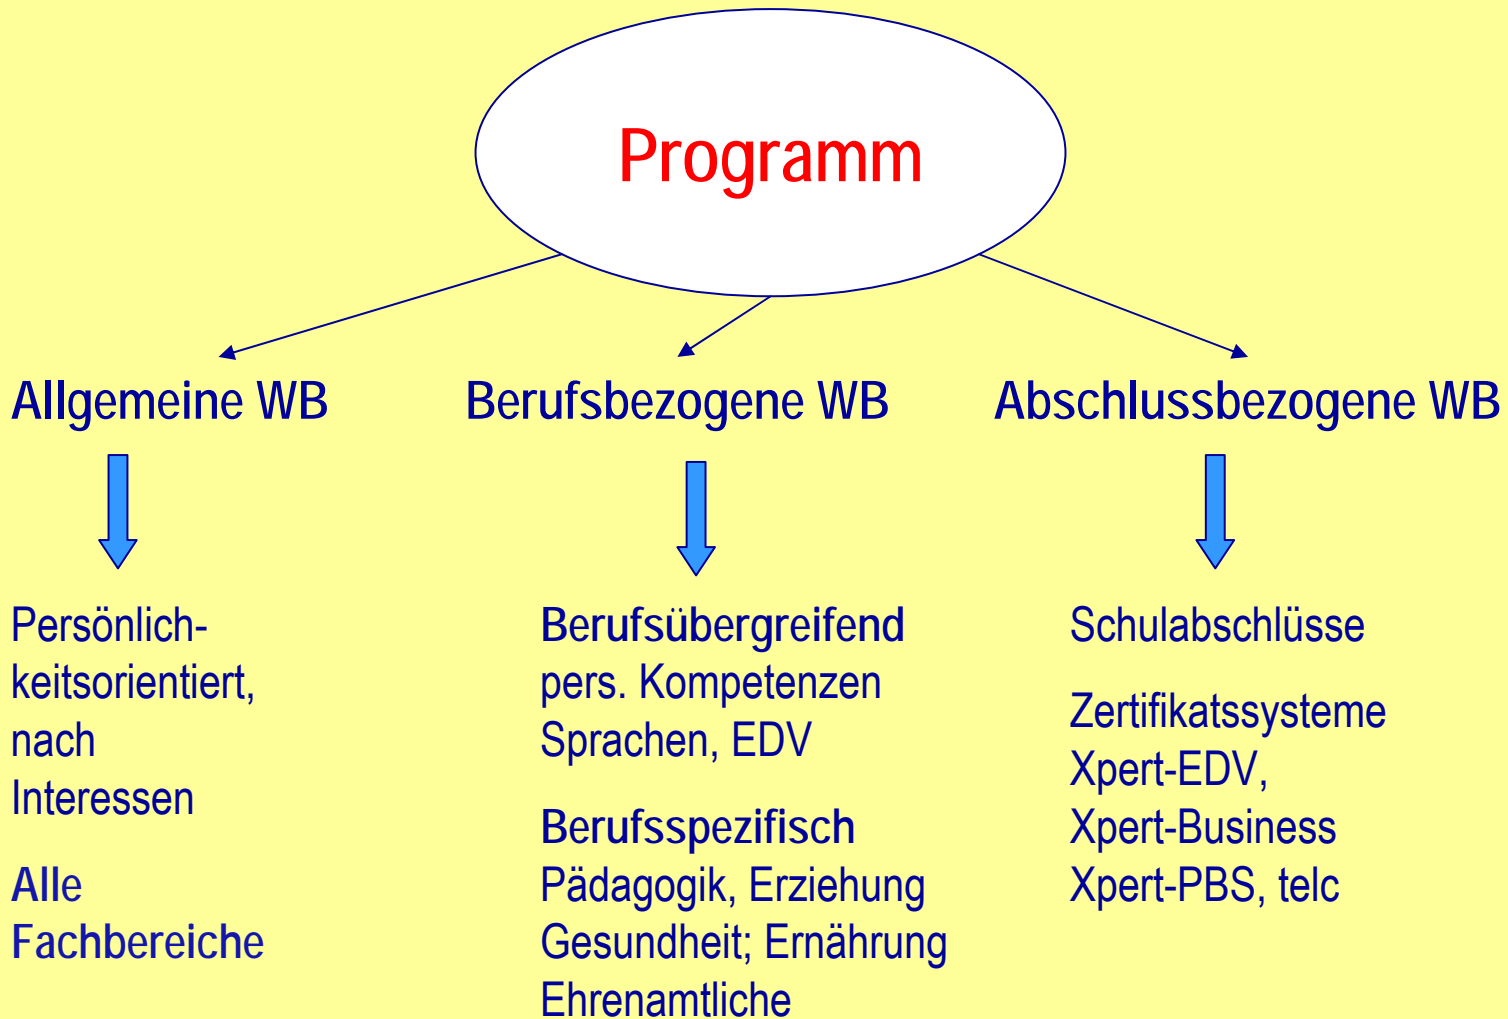 Programm
Allgemeine WB
Berufsbezogene WB
Abschlussbezogene WB
Persönlich-
keitsorientiert,
nach
Interessen
Alle
Fachbereiche
Berufsübergreifend
pers. Kompetenzen
Sprachen, EDV
Berufsspezifisch
Pädagogik, Erziehung
Gesundheit; Ernährung
Ehrenamtliche
Schulabschlüsse
Zertifikatssysteme
Xpert-EDV,
Xpert-Business
Xpert-PBS, telc